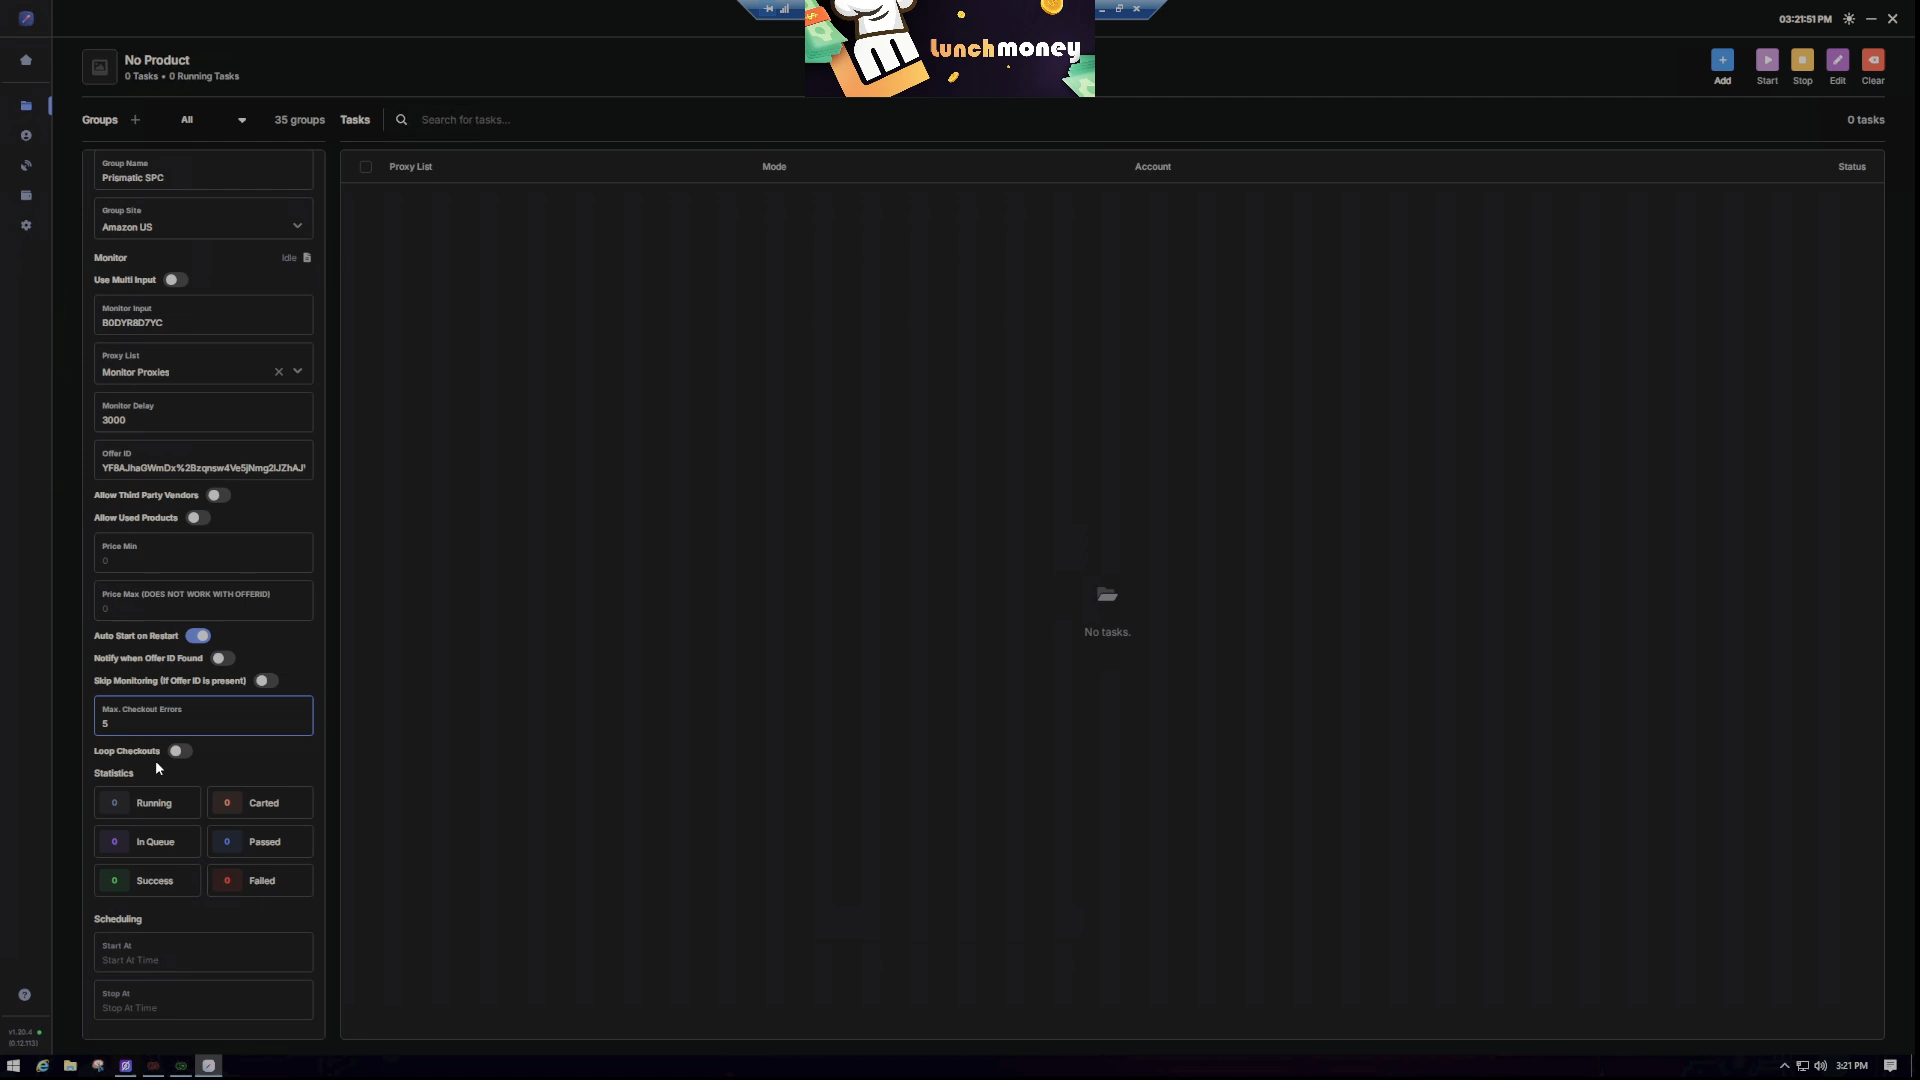 03:21:51 PM
lunchmoney
No Product
0 Tasks • 0 Running Tasks
Add
Start
Stop
Edit
Clear
Groups
All
35 groups
Tasks
Search for tasks...
0 tasks
Proxy List
Mode
Account
Status
Group Name
Prismatic SPC
Group Site
Amazon US
Monitor
Idle
Use Multi Input
Monitor Input
B0DYR8D7YC
Proxy List
Monitor Proxies
Monitor Delay
3000
Offer ID
Allow Third Party Vendors
Allow Used Products
Price Min
0
Price Max (DOES NOT WORK WITH OFFERID)
0
Auto Start on Restart
Notify when Offer ID Found
Skip Monitoring (If Offer ID is present)
Max. Checkout Errors
5
Loop Checkouts
Statistics
0 Running
0 Carted
0 In Queue
0 Passed
0 Success
0 Failed
Scheduling
Start At
Start At Time
Stop At
Stop At Time
No tasks.
v1.20.4
(0.12.113)
3:21 PM